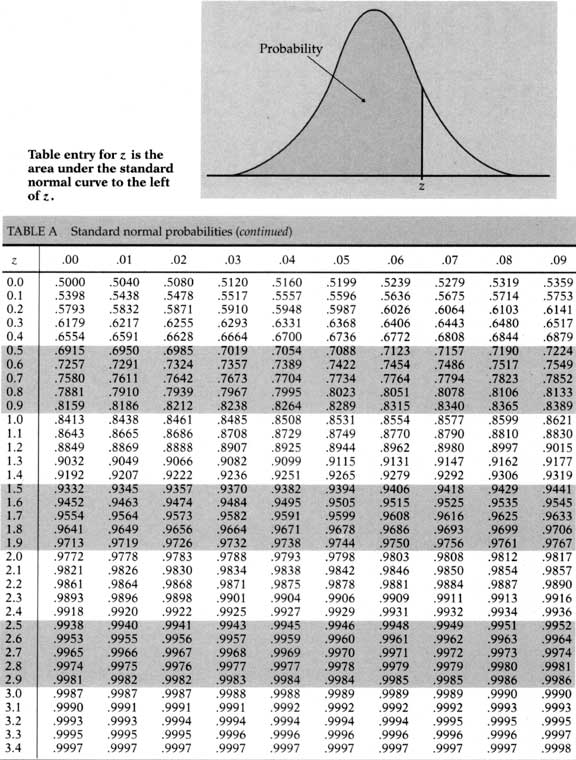 Probability
Table entry for z is the
area under the standard
normal curve to the left
of z.
z
TABLE A Standard normal probabilities (continued)
z .00 .01 .02 .03 .04 .05 .06 .07 .08 .09
0.0 .5000 .5040 .5080 .5120 .5160 .5199 .5239 .5279 .5319 .5359
0.1 .5398 .5438 .5478 .5517 .5557 .5596 .5636 .5675 .5714 .5753
0.2 .5793 .5832 .5871 .5910 .5948 .5987 .6026 .6064 .6103 .6141
0.3 .6179 .6217 .6255 .6293 .6331 .6368 .6406 .6443 .6480 .6517
0.4 .6554 .6591 .6628 .6664 .6700 .6736 .6772 .6808 .6844 .6879
0.5 .6915 .6950 .6985 .7019 .7054 .7088 .7123 .7157 .7190 .7224
0.6 .7257 .7291 .7324 .7357 .7389 .7422 .7454 .7486 .7517 .7549
0.7 .7580 .7611 .7642 .7673 .7704 .7734 .7764 .7794 .7823 .7852
0.8 .7881 .7910 .7939 .7967 .7995 .8023 .8051 .8078 .8106 .8133
0.9 .8159 .8186 .8212 .8238 .8264 .8289 .8315 .8340 .8365 .8389
1.0 .8413 .8438 .8461 .8485 .8508 .8531 .8554 .8577 .8599 .8621
1.1 .8643 .8665 .8686 .8708 .8729 .8749 .8770 .8790 .8810 .8830
1.2 .8849 .8869 .8888 .8907 .8925 .8944 .8962 .8980 .8997 .9015
1.3 .9032 .9049 .9066 .9082 .9099 .9115 .9131 .9147 .9162 .9177
1.4 .9192 .9207 .9222 .9236 .9251 .9265 .9279 .9292 .9306 .9319
1.5 .9332 .9345 .9357 .9370 .9382 .9394 .9406 .9418 .9429 .9441
1.6 .9452 .9463 .9474 .9484 .9495 .9505 .9515 .9525 .9535 .9545
1.7 .9554 .9564 .9573 .9582 .9591 .9599 .9608 .9616 .9625 .9633
1.8 .9641 .9649 .9656 .9664 .9671 .9678 .9686 .9693 .9699 .9706
1.9 .9713 .9719 .9726 .9732 .9738 .9744 .9750 .9756 .9761 .9767
2.0 .9772 .9778 .9783 .9788 .9793 .9798 .9803 .9808 .9812 .9817
2.1 .9821 .9826 .9830 .9834 .9838 .9842 .9846 .9850 .9854 .9857
2.2 .9861 .9864 .9868 .9871 .9875 .9878 .9881 .9884 .9887 .9890
2.3 .9893 .9896 .9898 .9901 .9904 .9906 .9909 .9911 .9913 .9916
2.4 .9918 .9920 .9922 .9925 .9927 .9929 .9931 .9932 .9934 .9936
2.5 .9938 .9940 .9941 .9943 .9945 .9946 .9948 .9949 .9951 .9952
2.6 .9953 .9955 .9956 .9957 .9959 .9960 .9961 .9962 .9963 .9964
2.7 .9965 .9966 .9967 .9968 .9969 .9970 .9971 .9972 .9973 .9974
2.8 .9974 .9975 .9976 .9977 .9977 .9978 .9979 .9979 .9980 .9981
2.9 .9981 .9982 .9982 .9983 .9984 .9984 .9985 .9985 .9986 .9986
3.0 .9987 .9987 .9987 .9988 .9988 .9989 .9989 .9989 .9990 .9990
3.1 .9990 .9991 .9991 .9991 .9992 .9992 .9992 .9992 .9993 .9993
3.2 .9993 .9993 .9994 .9994 .9994 .9994 .9994 .9995 .9995 .9995
3.3 .9995 .9995 .9995 .9996 .9996 .9996 .9996 .9996 .9996 .9997
3.4 .9997 .9997 .9997 .9997 .9997 .9997 .9997 .9997 .9997 .9998